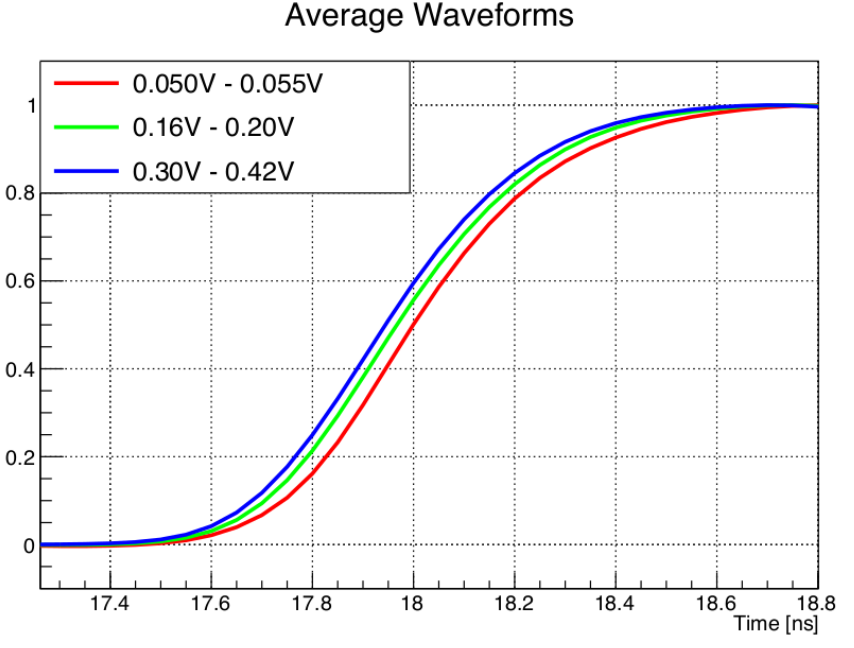 Average Waveforms
0.050V - 0.055V
0.16V - 0.20V
0.30V - 0.42V
1
0.8
0.6
0.4
0.2
0
17.4 17.6 17.8 18 18.2 18.4 18.6 18.8
Time [ns]